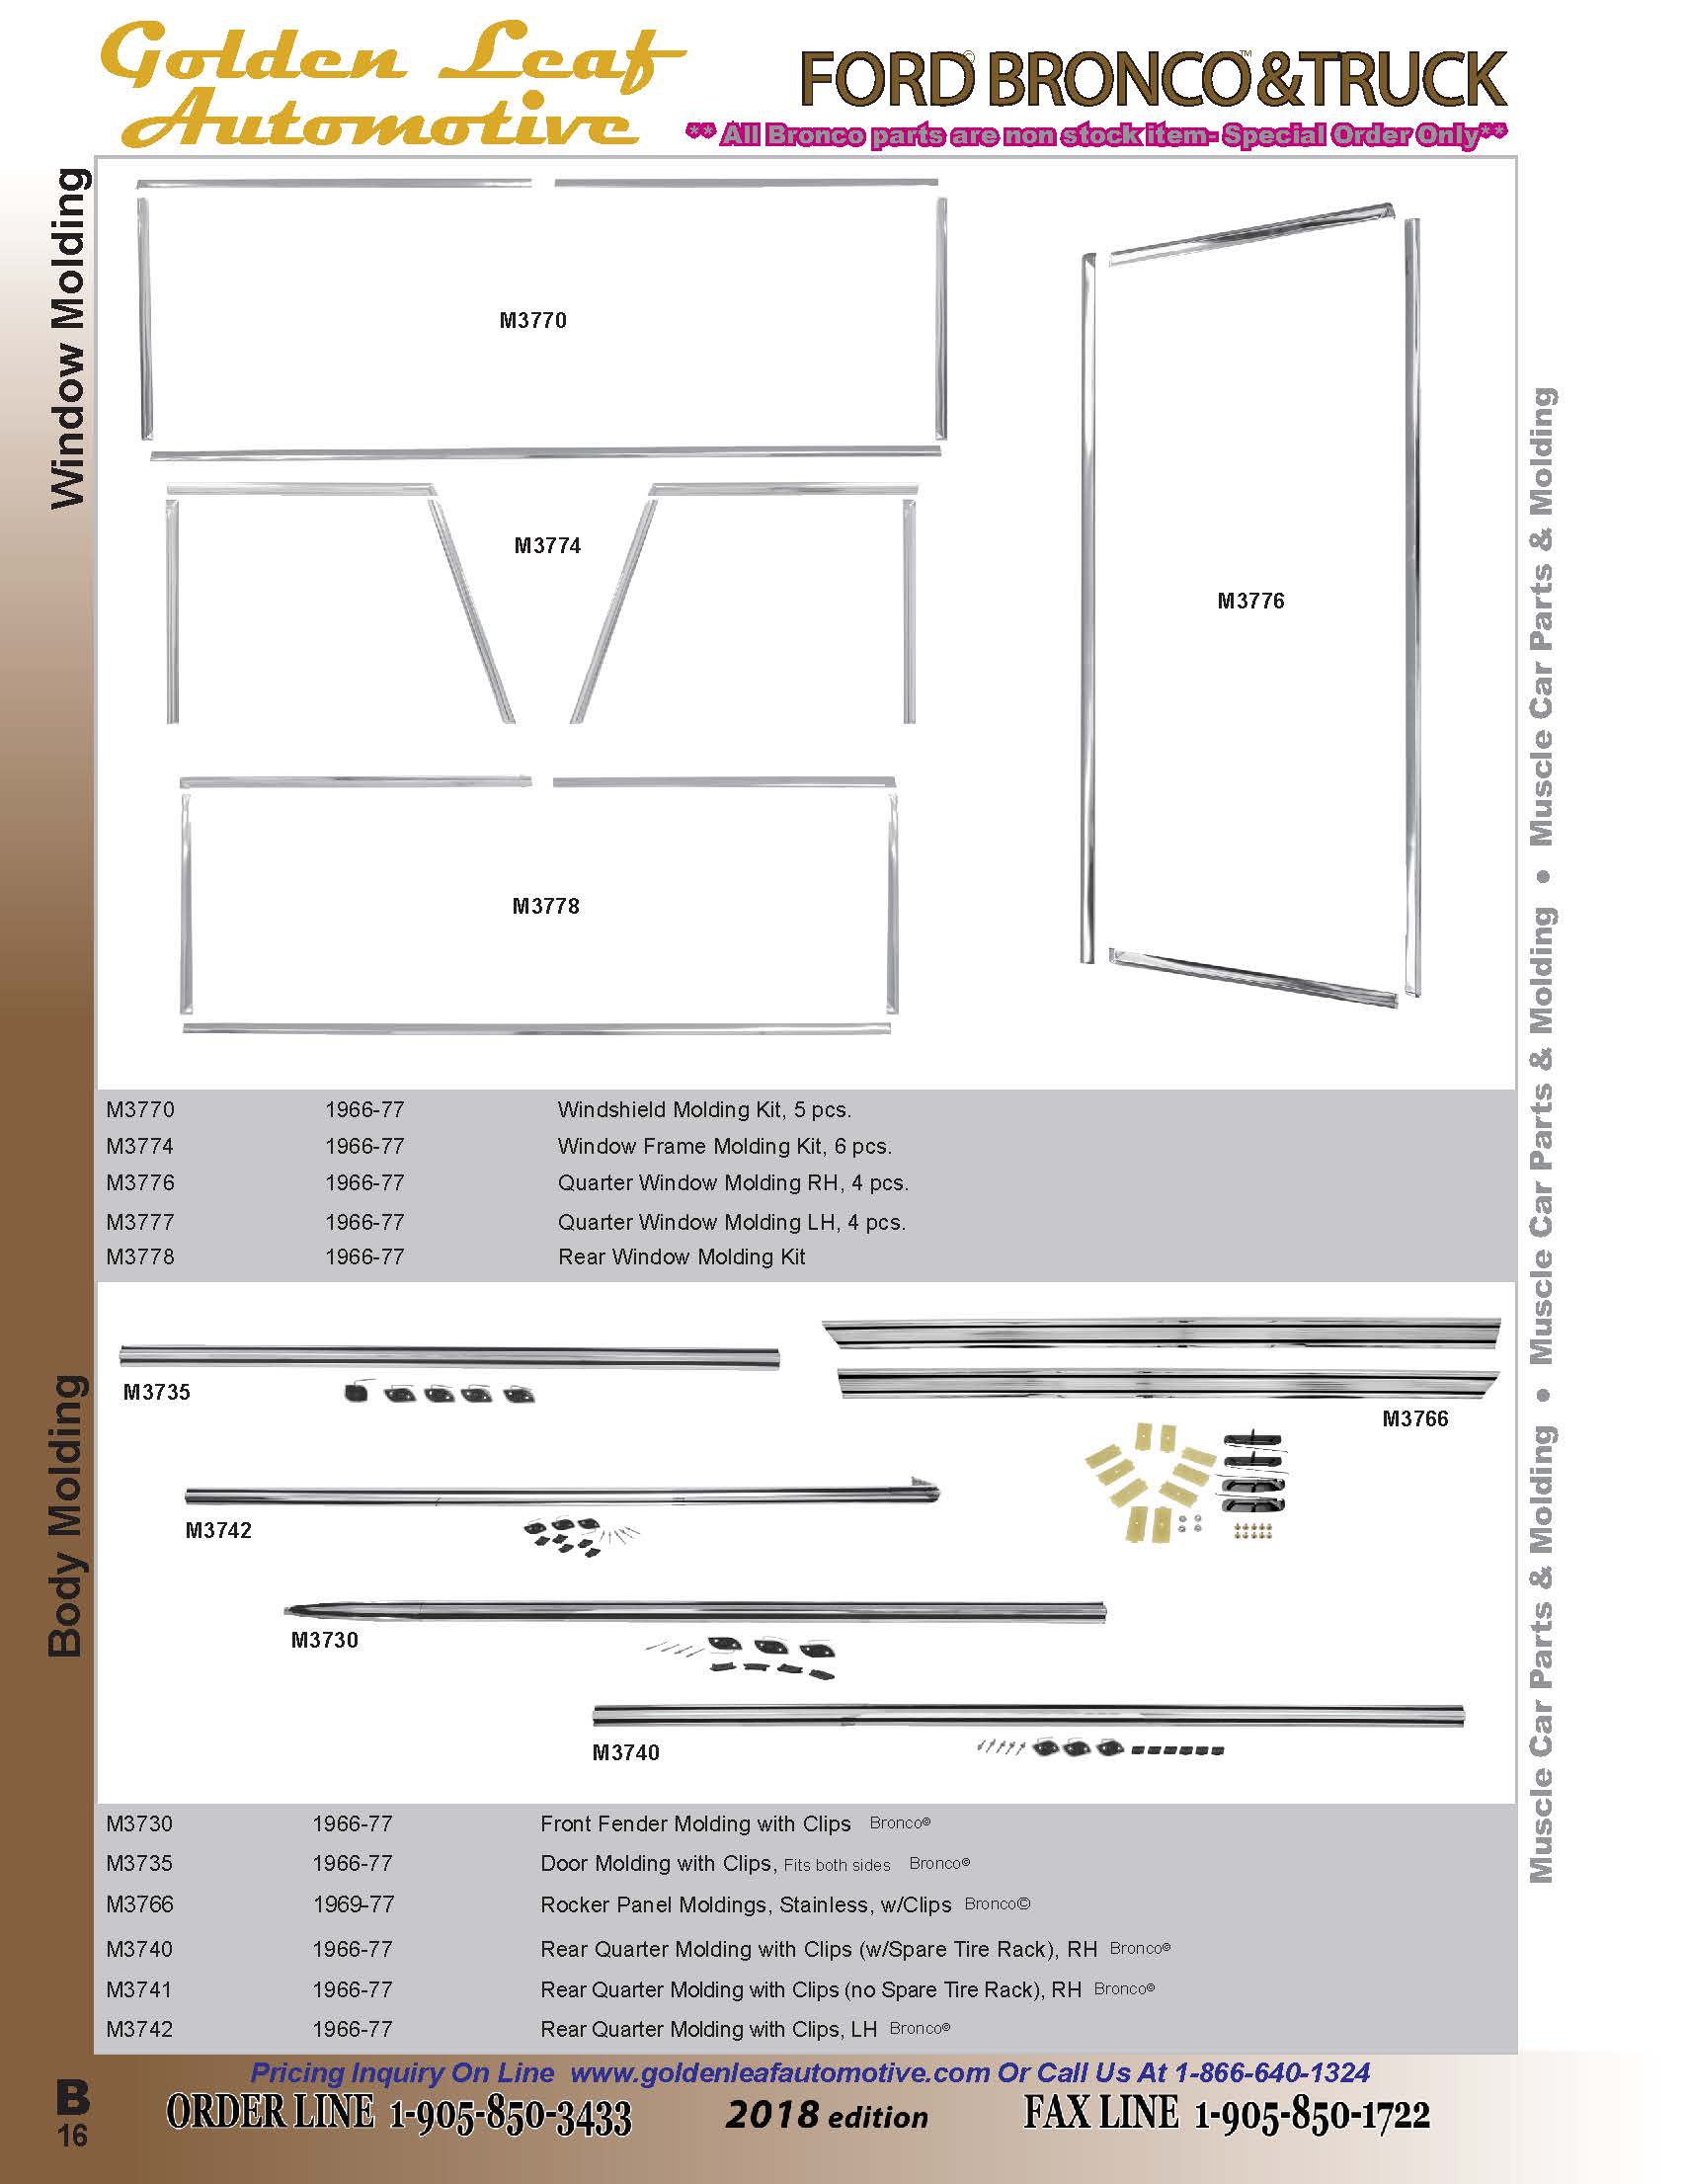 Golden Leaf
Automotive
FORD© BRONCO™&TRUCK
** All Bronco parts are non stock item- Special Order Only**
Window Molding
M3770
M3774
M3776
M3778
M3770 1966-77 Windshield Molding Kit, 5 pcs.
M3774 1966-77 Window Frame Molding Kit, 6 pcs.
M3776 1966-77 Quarter Window Molding RH, 4 pcs.
M3777 1966-77 Quarter Window Molding LH, 4 pcs.
M3778 1966-77 Rear Window Molding Kit
Body Molding
M3735
M3766
M3742
M3730
M3740
M3730 1966-77 Front Fender Molding with Clips Bronco©
M3735 1966-77 Door Molding with Clips, Fits both sides Bronco©
M3766 1969-77 Rocker Panel Moldings, Stainless, w/Clips Bronco©
M3740 1966-77 Rear Quarter Molding with Clips (w/Spare Tire Rack), RH Bronco©
M3741 1966-77 Rear Quarter Molding with Clips (no Spare Tire Rack), RH Bronco©
M3742 1966-77 Rear Quarter Molding with Clips, LH Bronco©
Muscle Car Parts & Molding • Muscle Car Parts & Molding • Muscle Car Parts & Molding
Pricing Inquiry On Line www.goldenleafautomotive.com Or Call Us At 1-866-640-1324
B
16
ORDER LINE 1-905-850-3433 2018 edition FAX LINE 1-905-850-1722